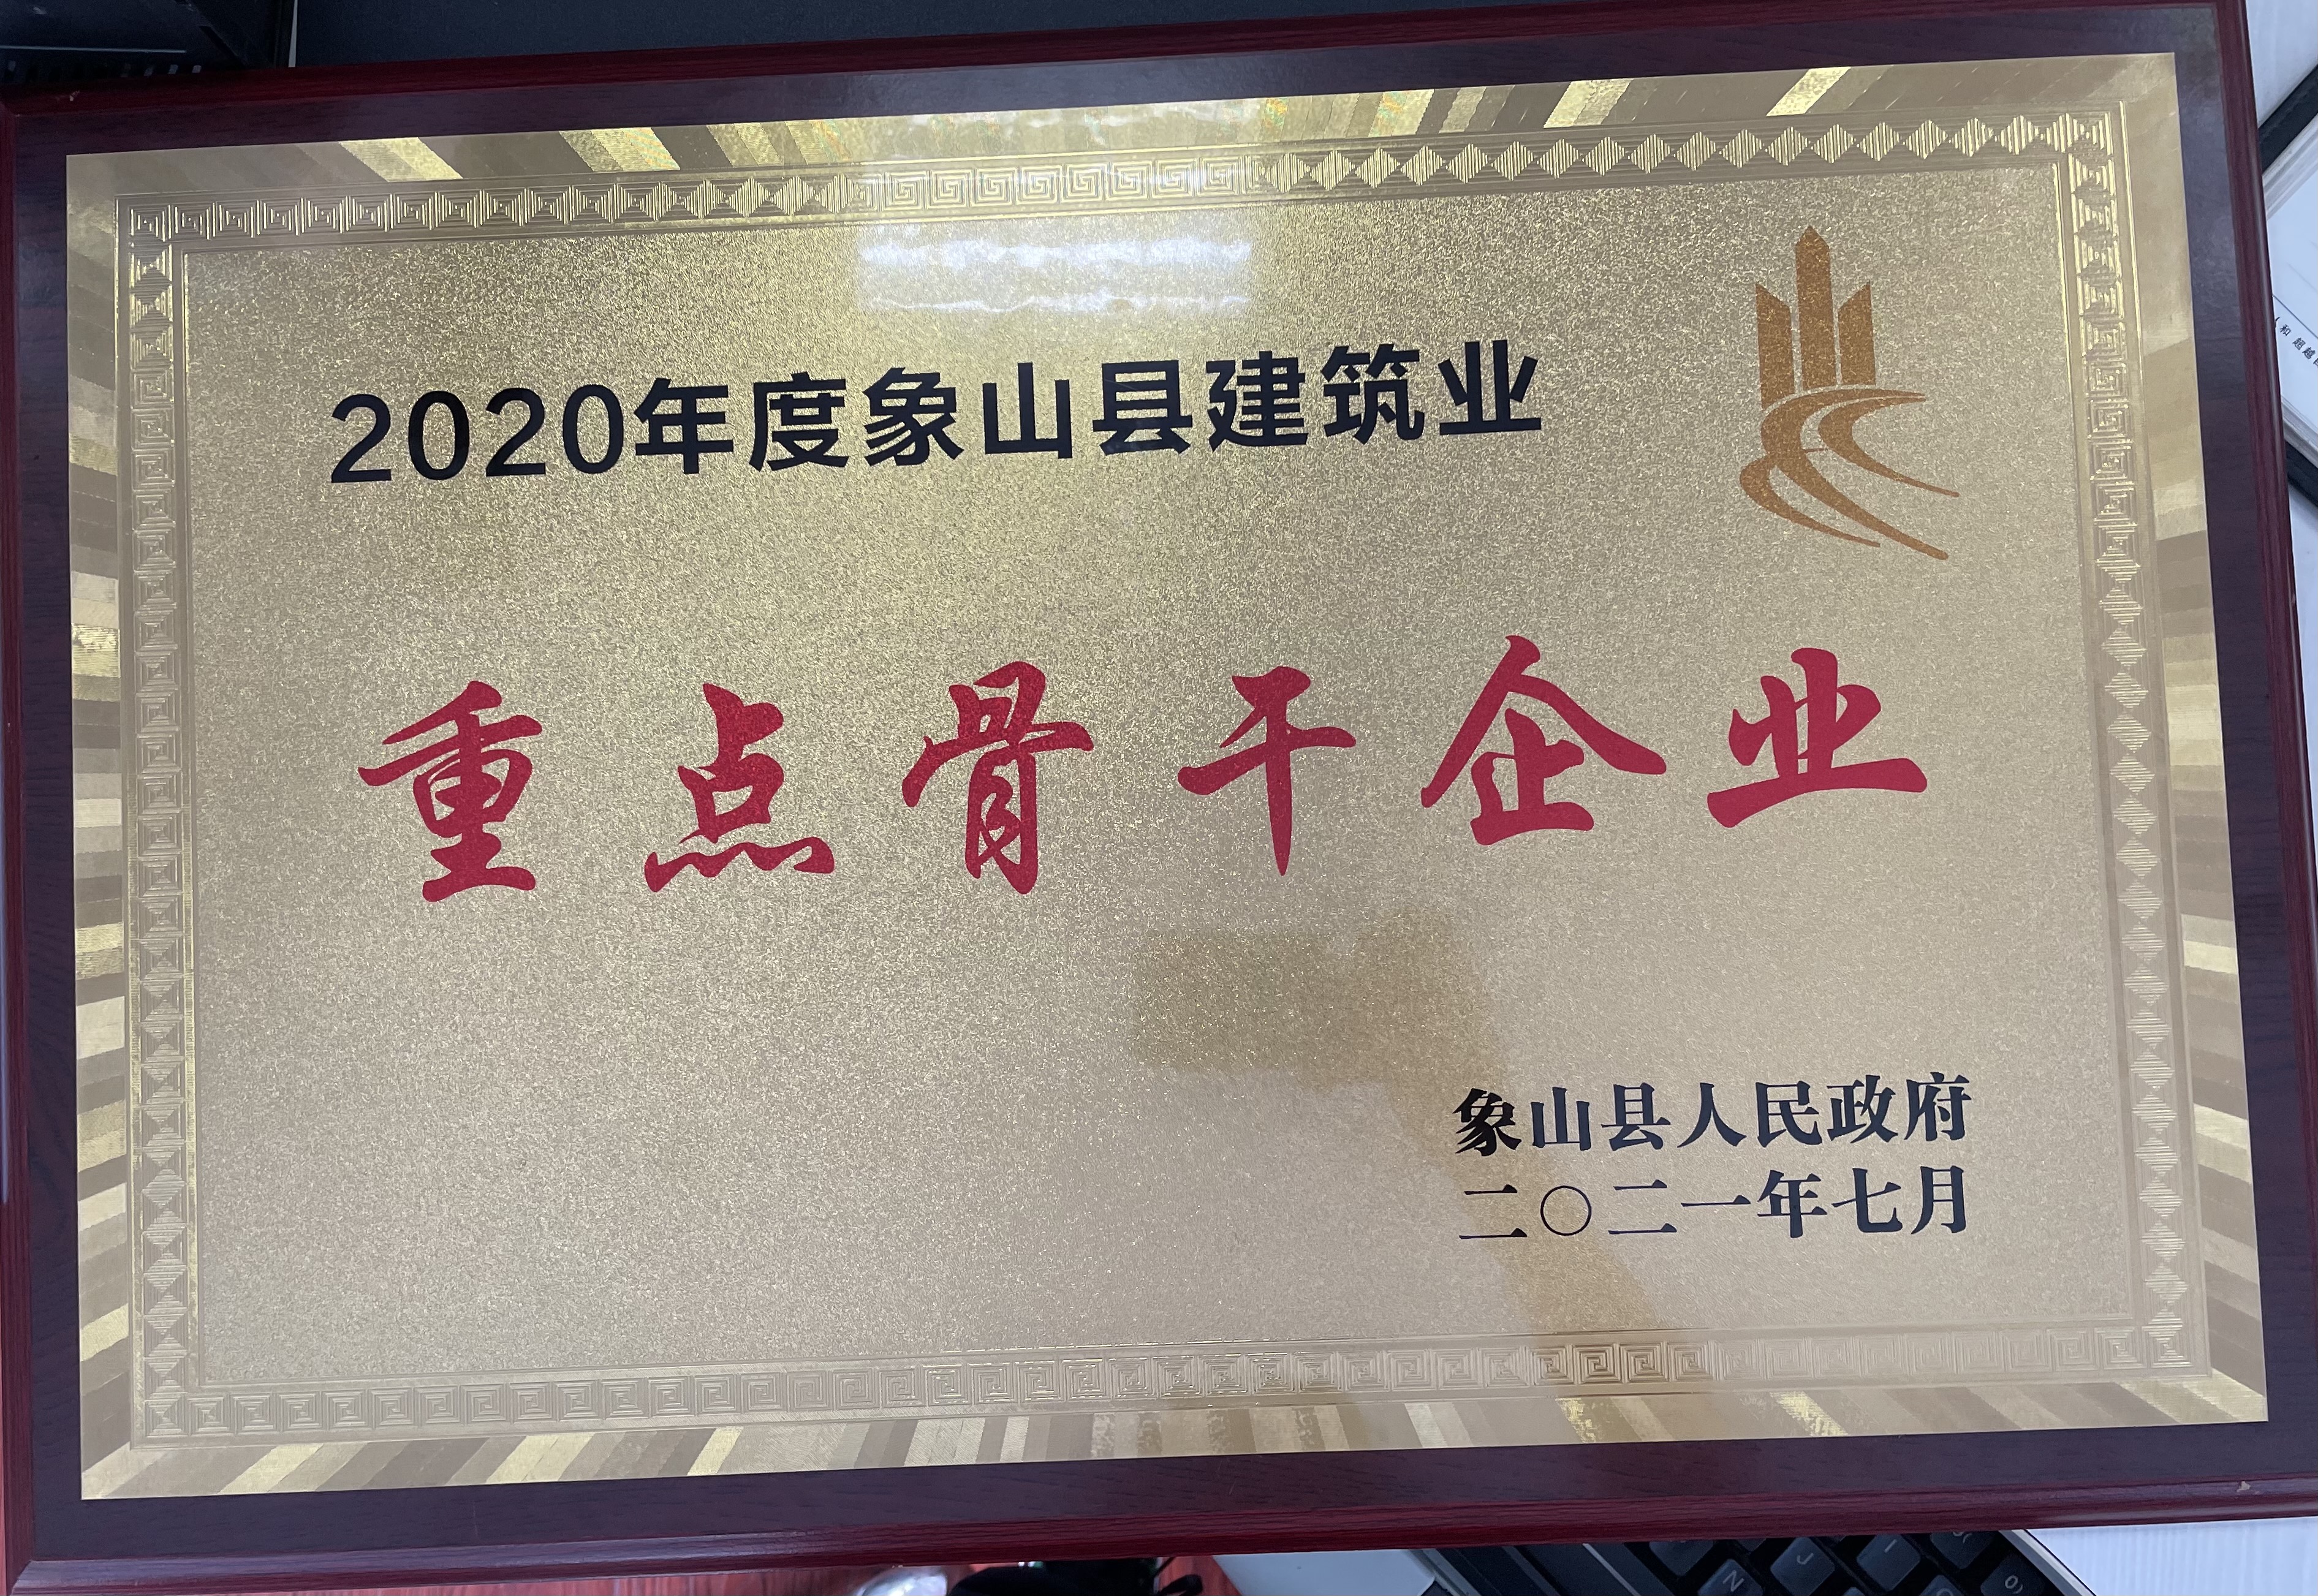 2020年度象山县建筑业
重点骨干企业
象山县人民政府
二〇二一年七月